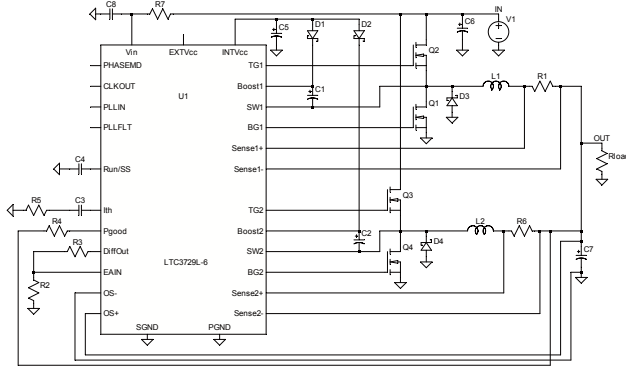 C8
R7
IN
V1
C5
D1
D2
C6
Vin
EXTVcc
INTVcc
Q2
PHASEMD
TG1
CLKOUT
U1
Boost1
L1
R1
C1
D3
PLLIN
SW1
Q1
PLLFLT
BG1
OUT
Sense1+
Rload
C4
Run/SS
Sense1-
R5
C3
Q3
Ith
TG2
R4
L2
R6
Pgood
Boost2
R3
C2
D4
DiffOut
SW2
Q4
C7
LTC3729L-6
EAIN
BG2
R2
OS-
Sense2+
OS+
Sense2-
SGND
PGND